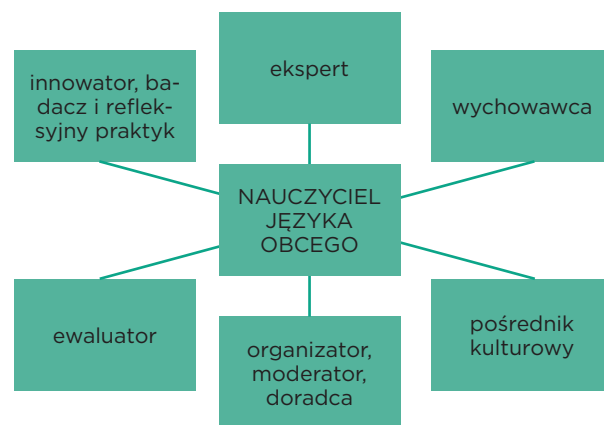 ekspert
innowator, ba-
dacz i reflek-
syjny praktyk
wychowawca
NAUCZYCIEL
JĘZYKA
OBCEGO
ewaluator
organizator,
moderator,
doradca
pośrednik
kulturowy